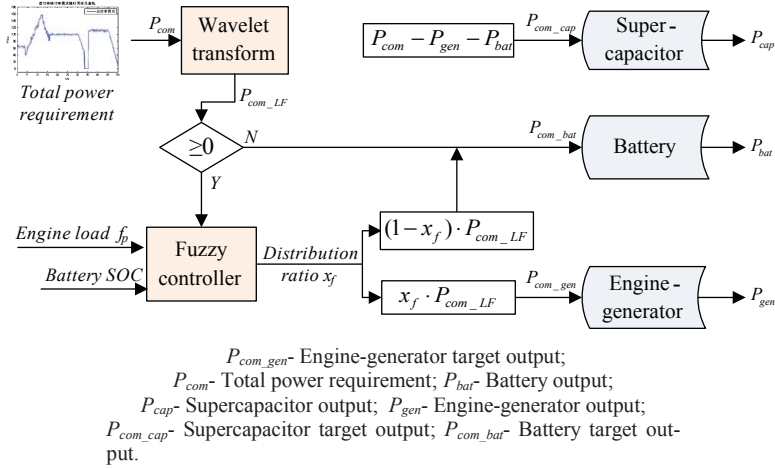 P_com
Wavelet
transform
P_com − P_gen − P_bat
P_com_cap
Super-
capacitor
P_cap
Total power
requirement
P_com_LF
≥0
N
P_com_bat
Battery
P_bat
Y
Engine load f_p
Battery SOC
Fuzzy
controller
Distribution
ratio x_f
(1−x_f)·P_com_LF
x_f·P_com_LF
P_com_gen
Engine-
generator
P_gen
P_com_gen- Engine-generator target output;
P_com- Total power requirement; P_bat- Battery output;
P_cap- Supercapacitor output; P_gen- Engine-generator output;
P_com_cap- Supercapacitor target output; P_com_bat- Battery target out-
put.